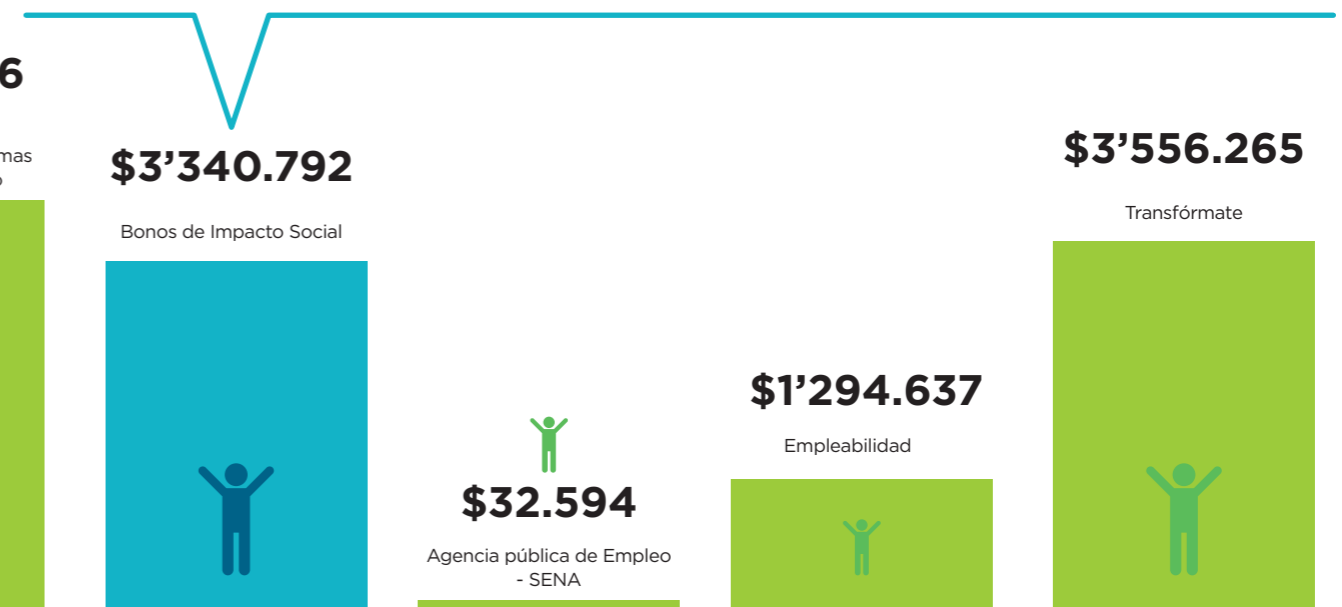 6
$3’340.792
Bonos de Impacto Social
$32.594
Agencia pública de Empleo
- SENA
$1’294.637
Empleabilidad
$3’556.265
Transfórmate